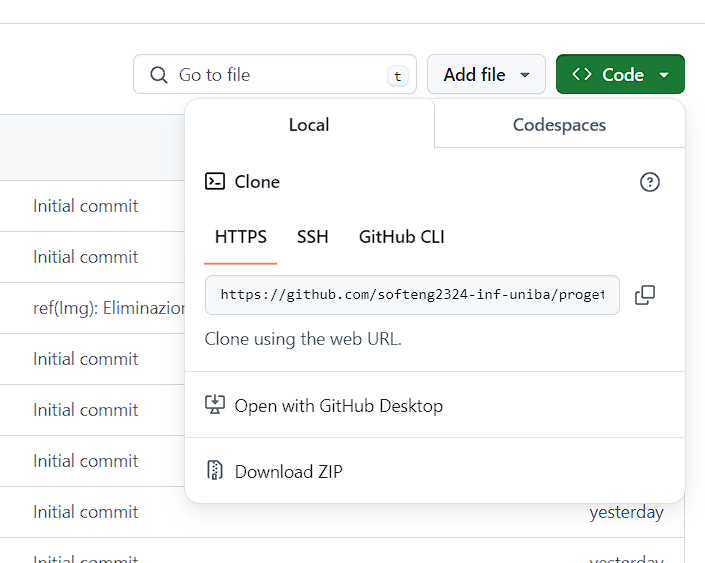 Go to file t Add file Code
Local Codespaces
Clone
HTTPS SSH GitHub CLI
https://github.com/softeng2324-inf-uniba/proget
Clone using the web URL.
Open with GitHub Desktop
Download ZIP
Initial commit
Initial commit
ref(Img): Eliminazion
Initial commit
Initial commit
Initial commit
Initial commit yesterday
Initial commit yesterday